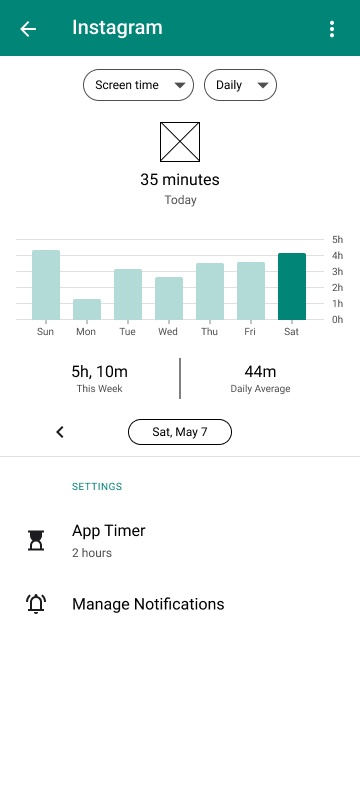 Instagram
Screen time Daily
35 minutes
Today
5h
4h
3h
2h
1h
0h
Sun Mon Tue Wed Thu Fri Sat
5h, 10m 44m
This Week Daily Average
Sat, May 7
SETTINGS
App Timer
2 hours
Manage Notifications